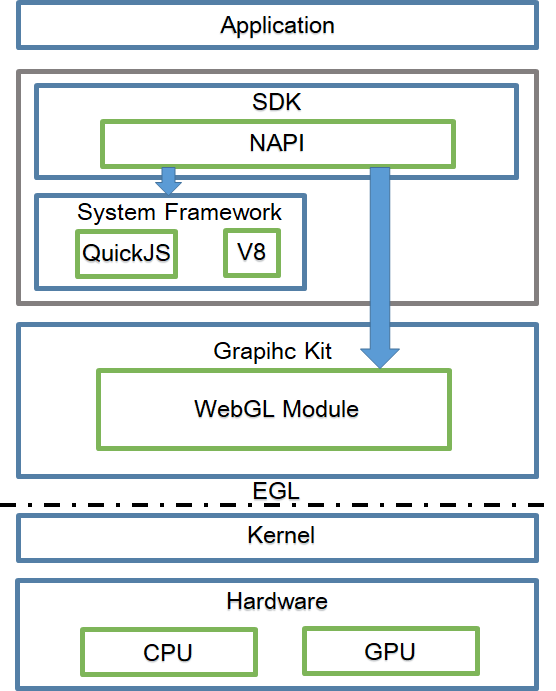 Application
SDK
NAPI
System Framework
QuickJS
V8
Grapihc Kit
WebGL Module
EGL
Kernel
Hardware
CPU
GPU